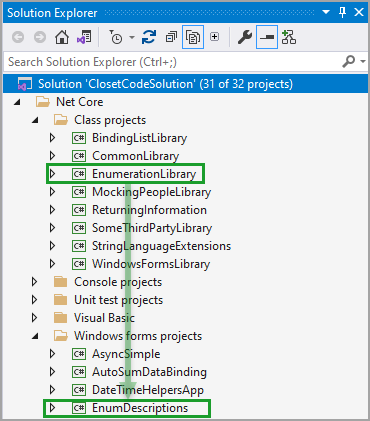 Solution Explorer
Search Solution Explorer (Ctrl+;)
Solution 'ClosetCodeSolution' (31 of 32 projects)
Net Core
Class projects
C# BindingListLibrary
C# CommonLibrary
C# EnumerationLibrary
C# MockingPeopleLibrary
C# ReturningInformation
C# SomeThirdPartyLibrary
C# StringLanguageExtensions
C# WindowsFormsLibrary
Console projects
Unit test projects
Visual Basic
Windows forms projects
C# AsyncSimple
C# AutoSumDataBinding
C# DateTimeHelpersApp
C# EnumDescriptions